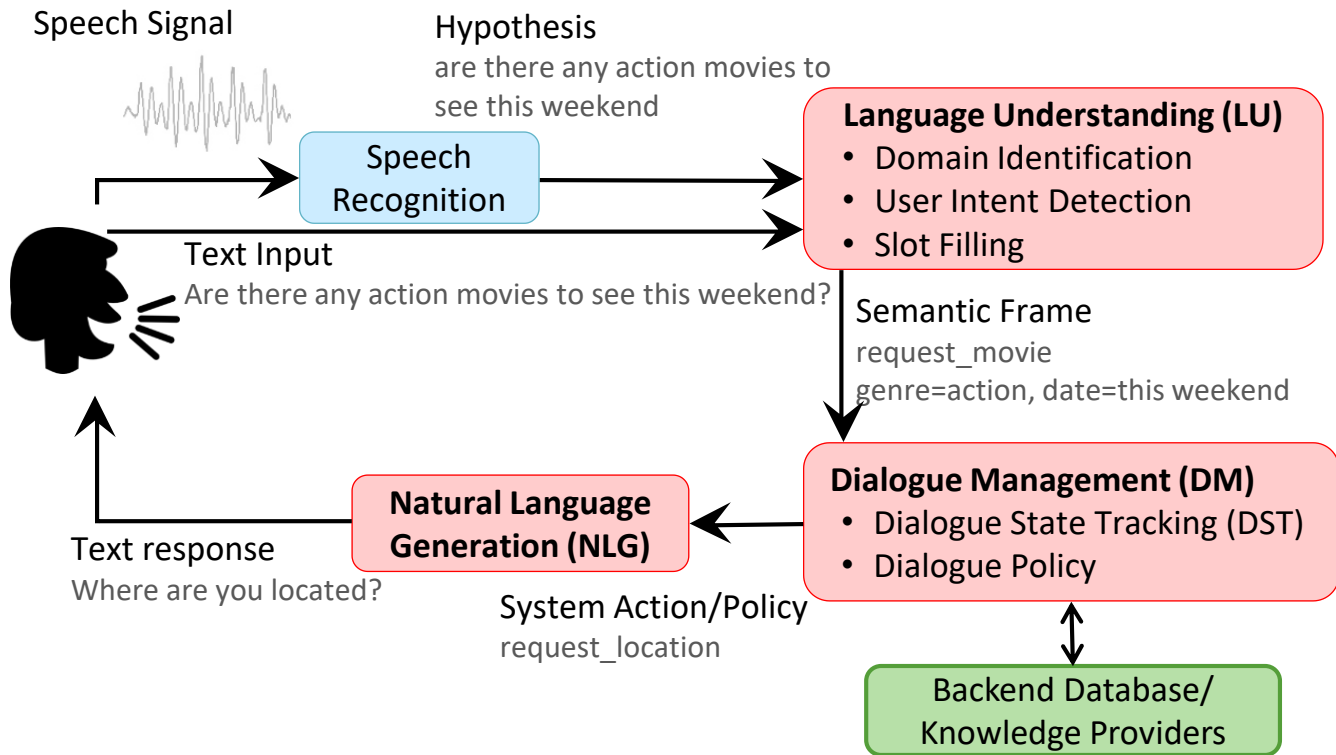 Speech Signal
Hypothesis
are there any action movies to
see this weekend
Speech
Recognition
Language Understanding (LU)
• Domain Identification
• User Intent Detection
• Slot Filling
Text Input
Are there any action movies to see this weekend?
Semantic Frame
request_movie
genre=action, date=this weekend
Dialogue Management (DM)
• Dialogue State Tracking (DST)
• Dialogue Policy
Natural Language
Generation (NLG)
Text response
Where are you located?
System Action/Policy
request_location
Backend Database/
Knowledge Providers